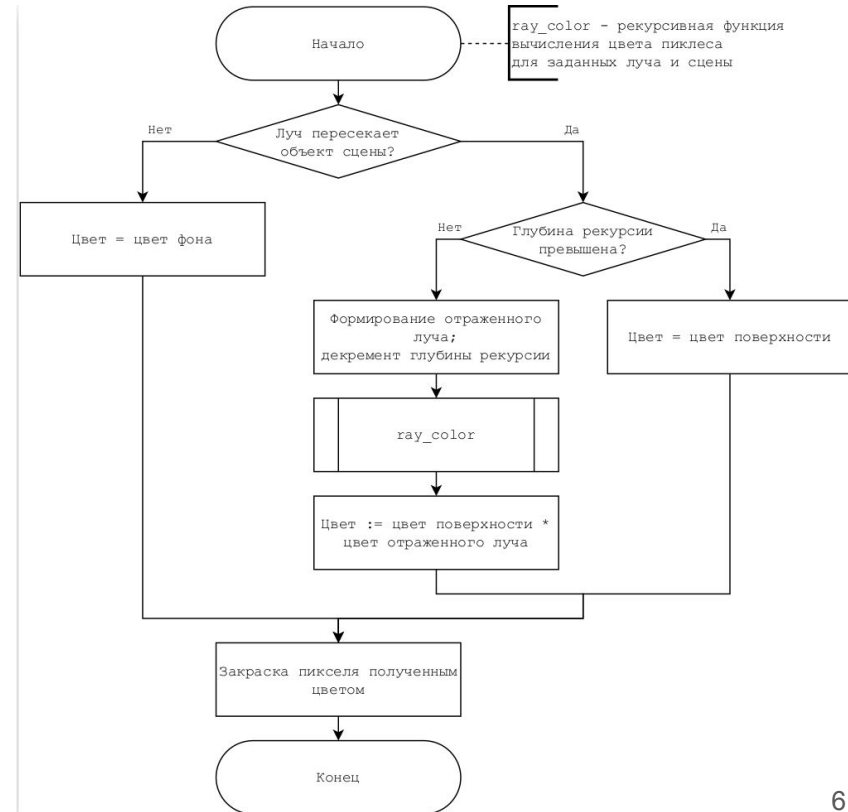 Начало
ray_color - рекурсивная функция
вычисления цвета пиклеса
для заданных луча и сцены
Нет
Луч пересекает
объект сцены?
Да
Цвет = цвет фона
Нет
Глубина рекурсии
превышена?
Да
Формирование отраженного
луча;
декремент глубины рекурсии
Цвет = цвет поверхности
ray_color
Цвет := цвет поверхности *
цвет отраженного луча
Закраска пикселя полученным
цветом
Конец
6